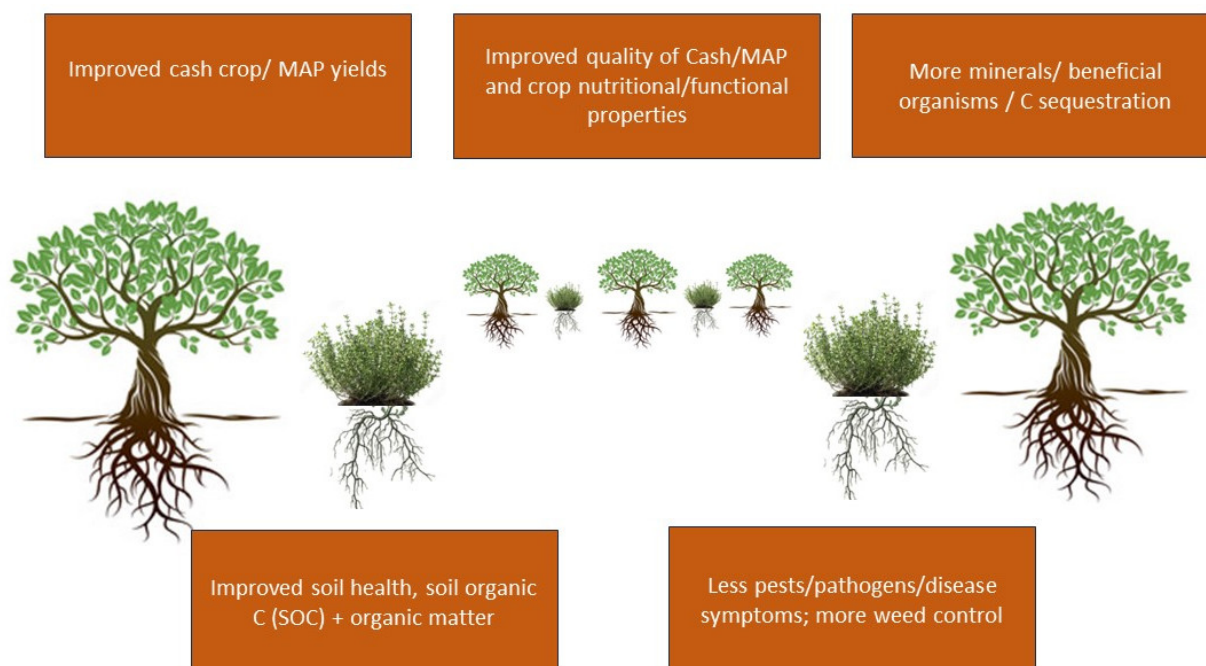 Improved cash crop/ MAP yields
Improved quality of Cash/MAP
and crop nutritional/functional
properties
More minerals/ beneficial
organisms / C sequestration
Improved soil health, soil organic
C (SOC) + organic matter
Less pests/pathogens/disease
symptoms; more weed control